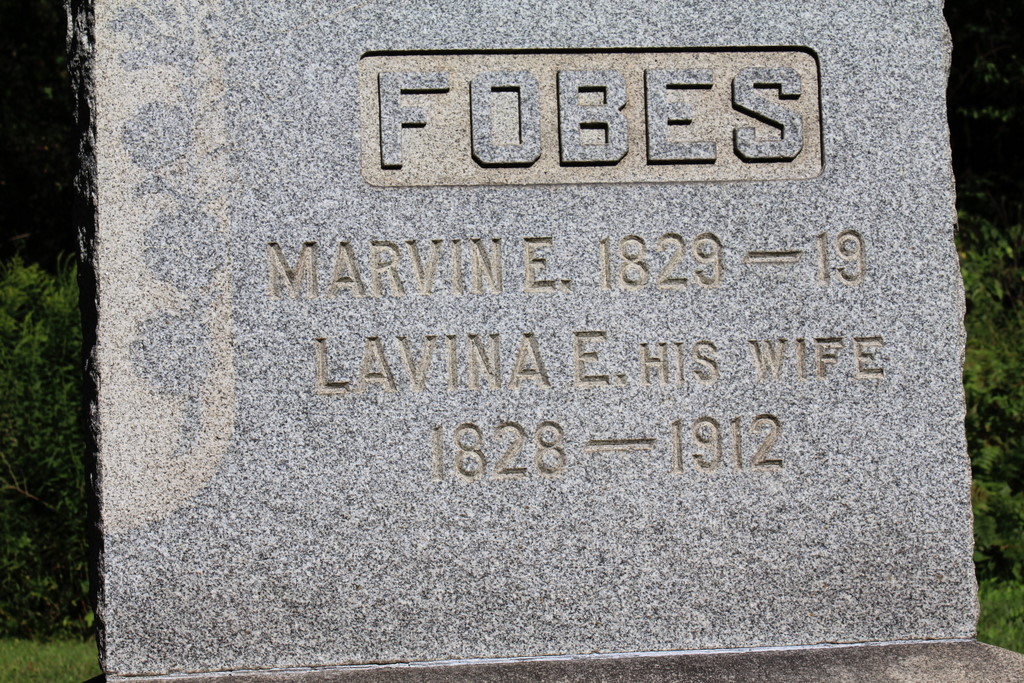 FOBES
MARVIN E. 1829 — 19
LAVINA E. HIS WIFE
1828 — 1912